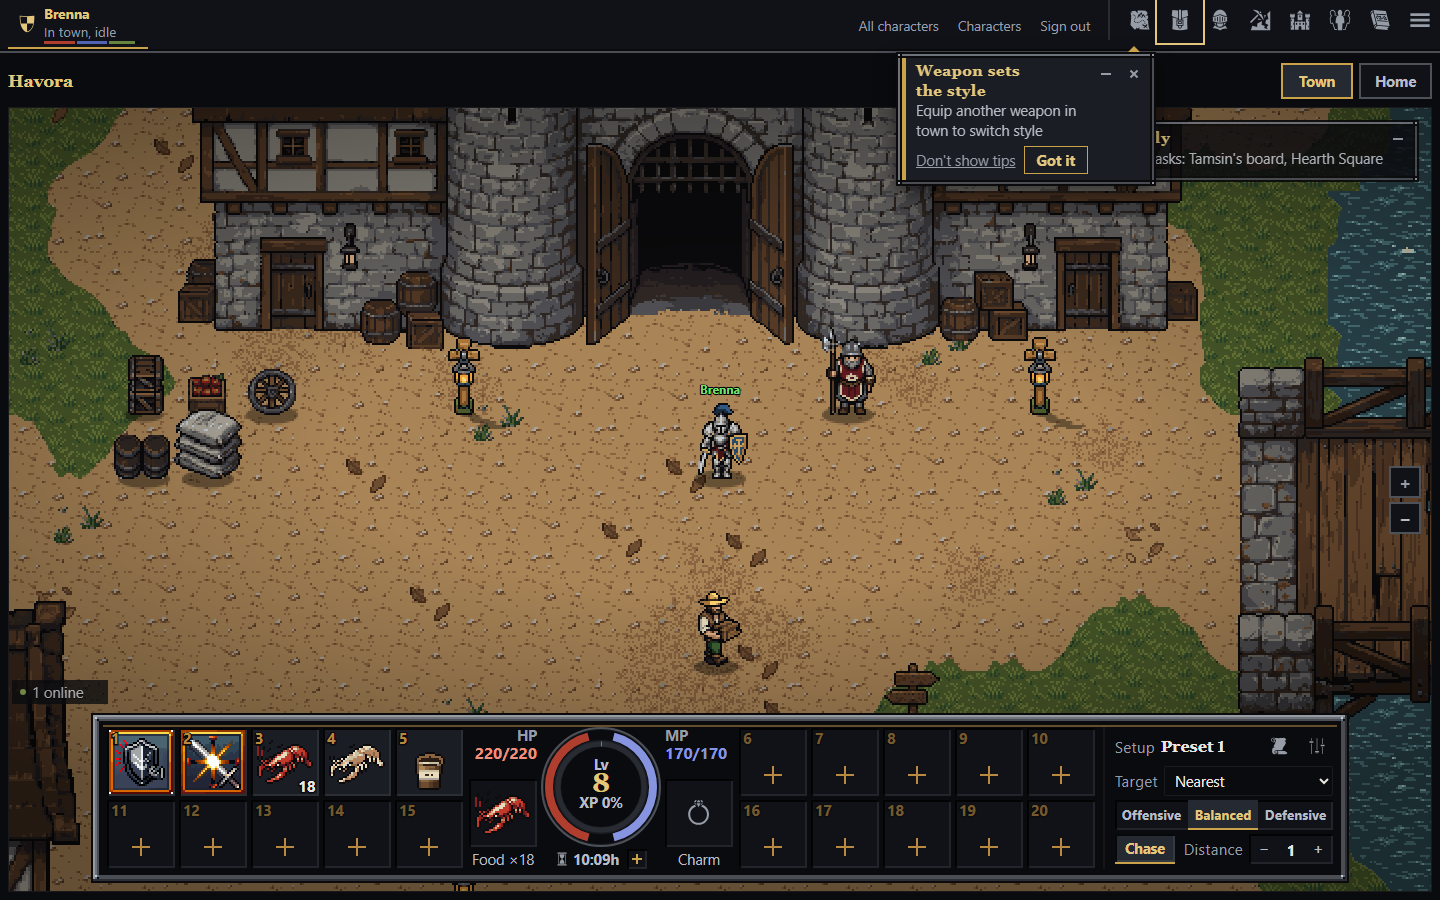 Brenna
In town, idle
All characters
Characters
Sign out
Havora
Town
Home
Weapon sets
the style
Equip another weapon in
town to switch style
Don't show tips
Got it
ly
asks: Tamsin's board, Hearth Square
Brenna
1 online
1
2
3
18
4
5
HP
220/220
Lv
8
XP 0%
MP
170/170
6
7
8
9
10
11
12
13
14
15
Food ×18
10:09h
Charm
16
17
18
19
20
Setup Preset 1
Target Nearest
Offensive Balanced Defensive
Chase Distance 1